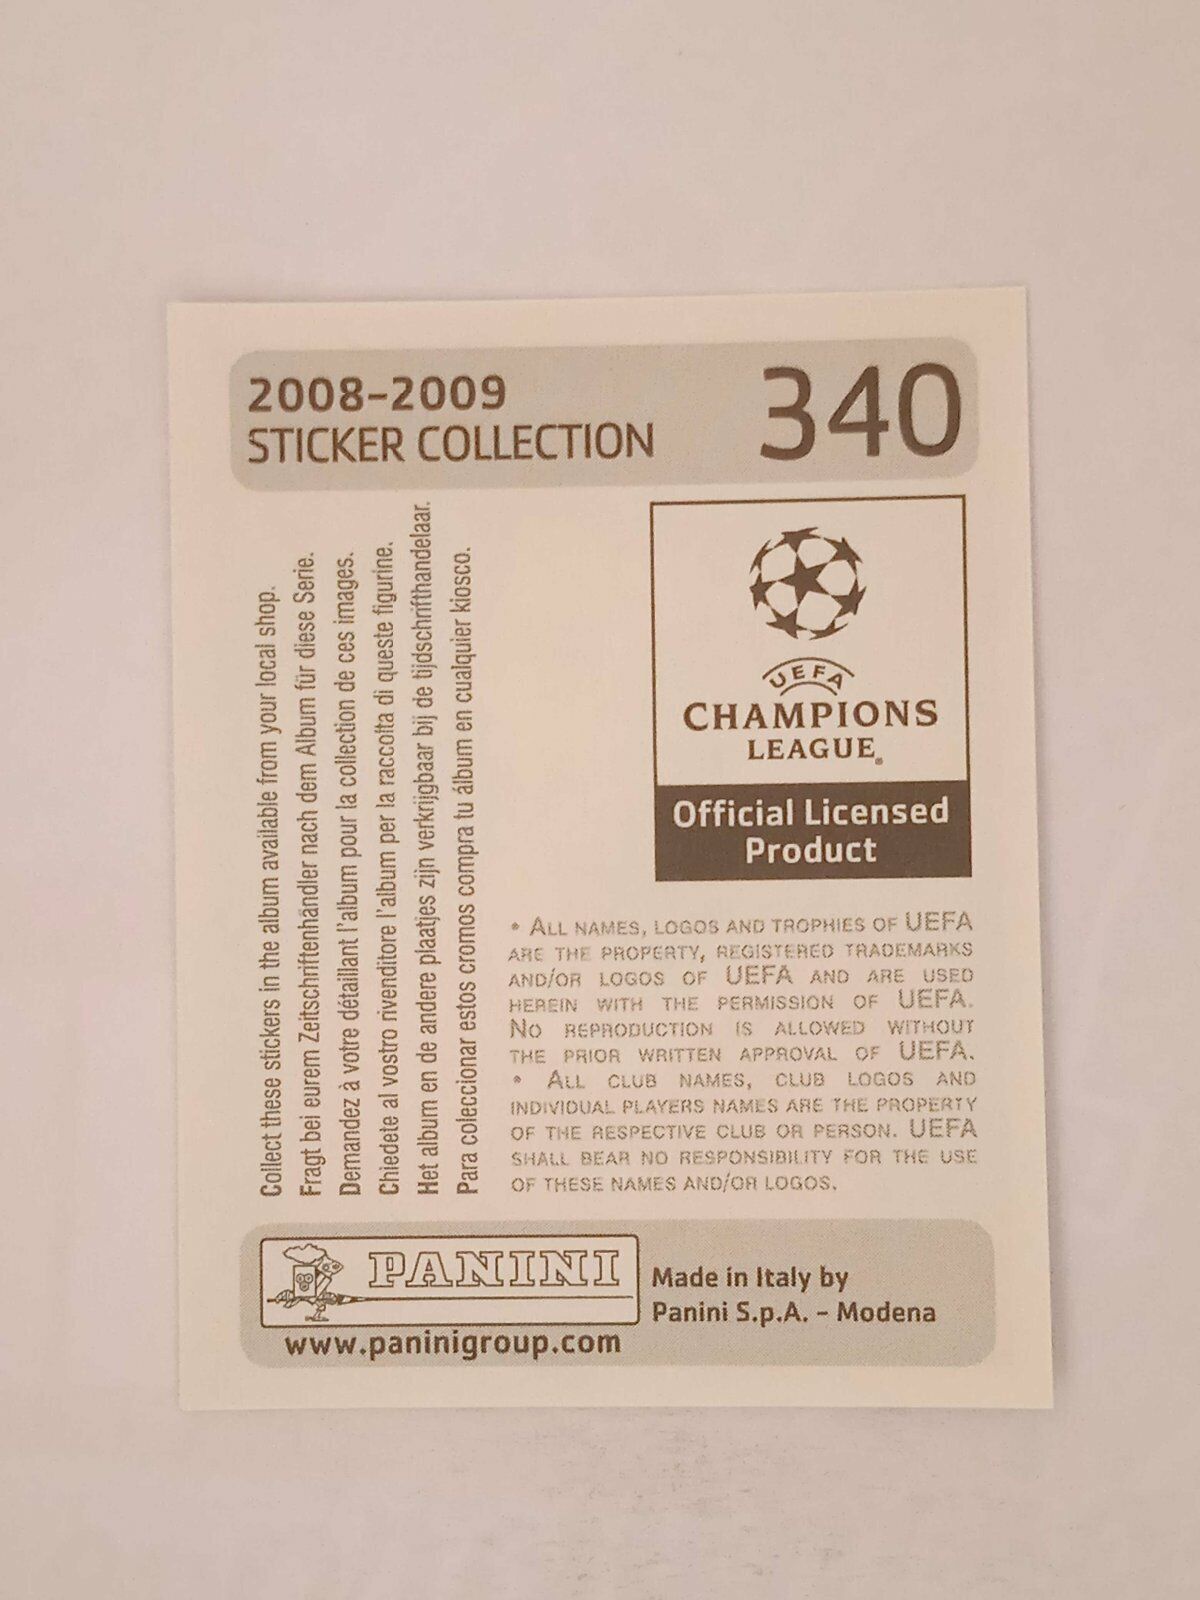 2008-2009
STICKER COLLECTION
340
Collect these stickers in the album available from your local shop.
Fragt bei eurem Zeitschriftenhändler nach dem Album für diese Serie.
Demandez à votre détaillant l'album pour la collection de ces images.
Chiedete al vostro rivenditore l'album per la raccolta di queste figurine.
Het album en de andere plaatjes zijn verkrijgbaar bij de tijdschrifthandelaar.
Para coleccionar estos cromos compra tu álbum en cualquier kiosco.
UEFA
CHAMPIONS
LEAGUE®
Official Licensed
Product
• ALL NAMES, LOGOS AND TROPHIES OF UEFA
ARE THE PROPERTY, REGISTERED TRADEMARKS
AND/OR LOGOS OF UEFA AND ARE USED
HEREIN WITH THE PERMISSION OF UEFA.
NO REPRODUCTION IS ALLOWED WITHOUT
THE PRIOR WRITTEN APPROVAL OF UEFA.
• ALL CLUB NAMES, CLUB LOGOS AND
INDIVIDUAL PLAYERS NAMES ARE THE PROPERTY
OF THE RESPECTIVE CLUB OR PERSON. UEFA
SHALL BEAR NO RESPONSIBILITY FOR THE USE
OF THESE NAMES AND/OR LOGOS.
PANINI
www.paninigroup.com
Made in Italy by
Panini S.p.A. - Modena